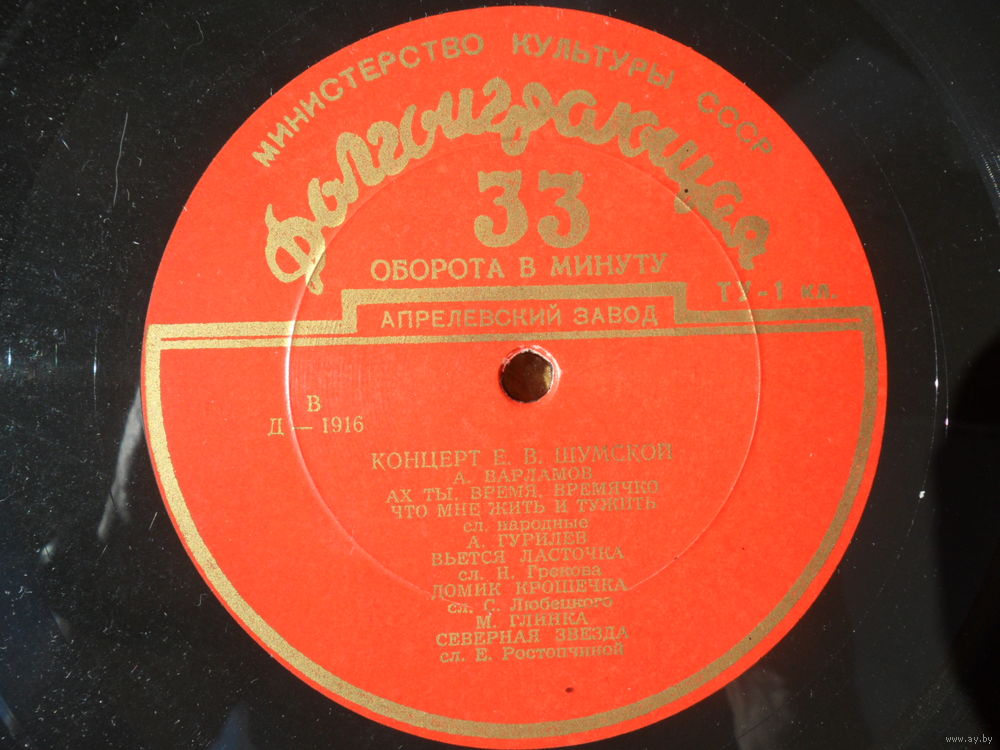 МИНИСТЕРСТВО КУЛЬТУРЫ СССР
Долгоиграющая
33
ОБОРОТА В МИНУТУ
ТУ-1 кл.
АПРЕЛЕВСКИЙ ЗАВОД
В
Д — 1916
КОНЦЕРТ Е. В. ШУМСКОЙ
А. ВАРЛАМОВ
АХ ТЫ, ВРЕМЯ, ВРЕМЯЧКО
ЧТО МНЕ ЖИТЬ И ТУЖИТЬ
сл. народные
А. ГУРИЛЕВ
ВЬЕТСЯ ЛАСТОЧКА
сл. Н. Грекова
ДОМИК КРОШЕЧКА
сл. С. Любецкого
М. ГЛИНКА
СЕВЕРНАЯ ЗВЕЗДА
сл. Е. Ростопчиной
www.ay.by